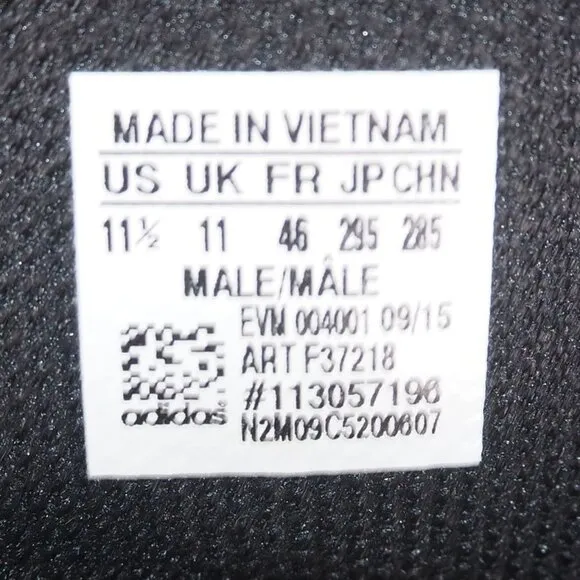 MADE IN VIETNAM
US UK FR JP CHN
11½ 11 46 295 285
MALE/MÂLE
EVM 004001 09/15
ART F37218
#113057196
adidas
N2M09C5200607